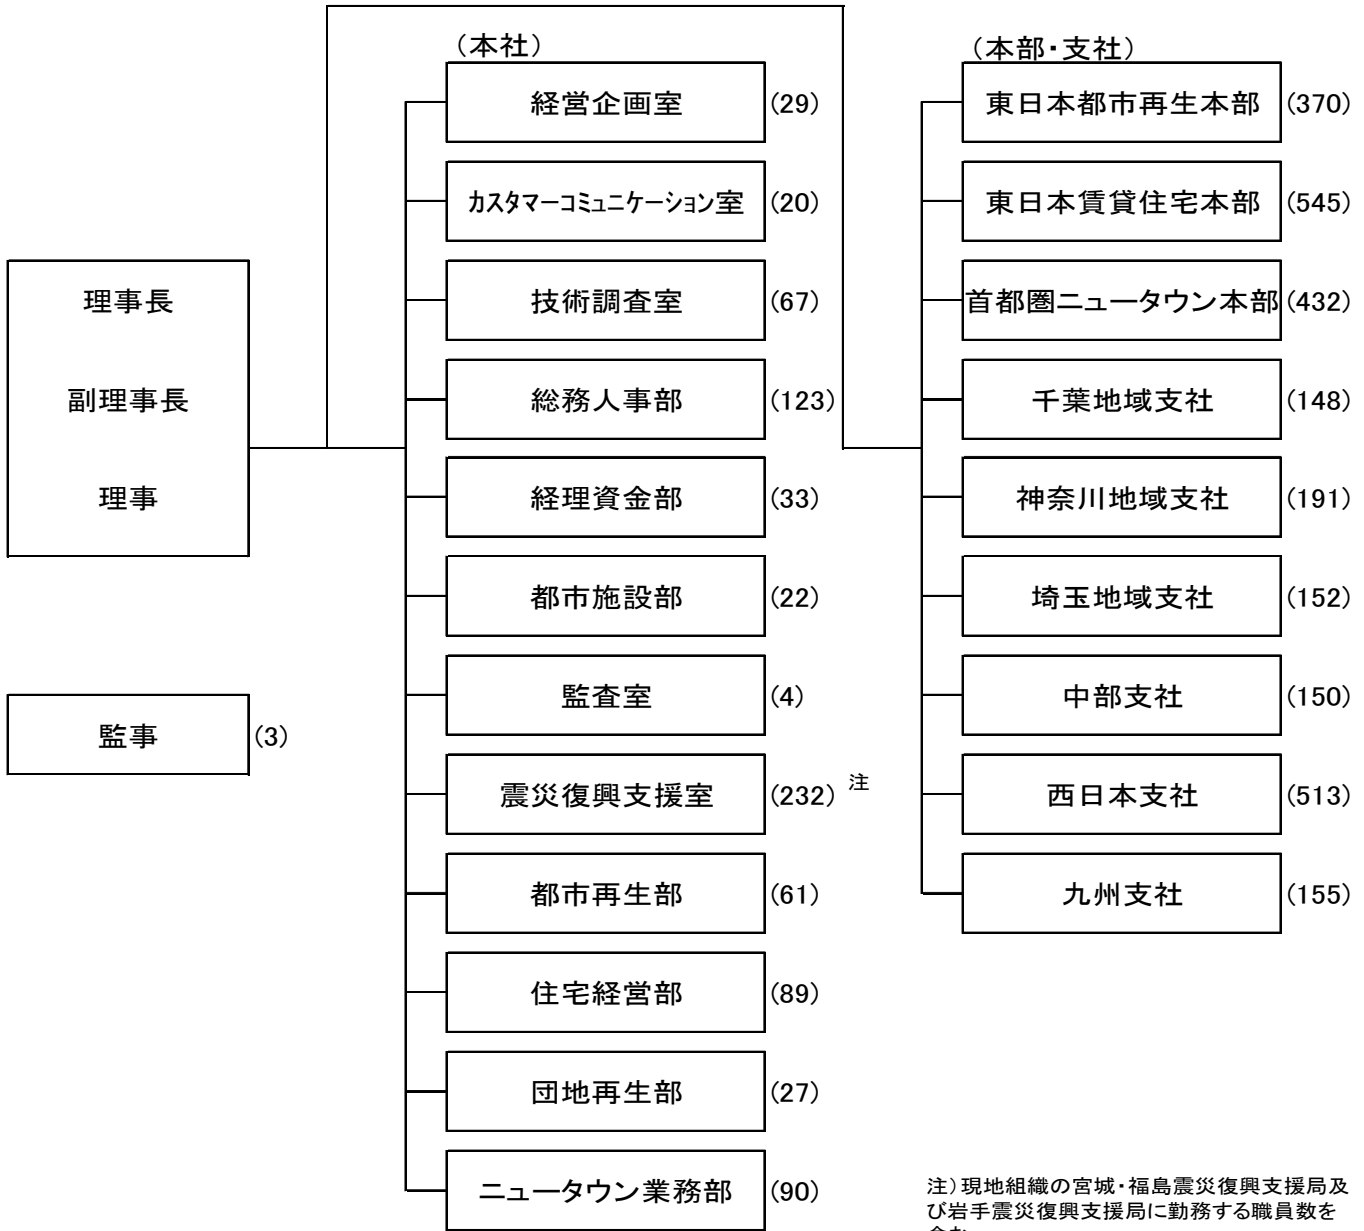 理事長
副理事長
理事
監事 (3)
(本社)
経営企画室 (29)
カスタマーコミュニケーション室 (20)
技術調査室 (67)
総務人事部 (123)
経理資金部 (33)
都市施設部 (22)
監査室 (4)
震災復興支援室 (232) 注
都市再生部 (61)
住宅経営部 (89)
団地再生部 (27)
ニュータウン業務部 (90)
(本部・支社)
東日本都市再生本部 (370)
東日本賃貸住宅本部 (545)
首都圏ニュータウン本部 (432)
千葉地域支社 (148)
神奈川地域支社 (191)
埼玉地域支社 (152)
中部支社 (150)
西日本支社 (513)
九州支社 (155)
注)現地組織の宮城・福島震災復興支援局及
び岩手震災復興支援局に勤務する職員数を